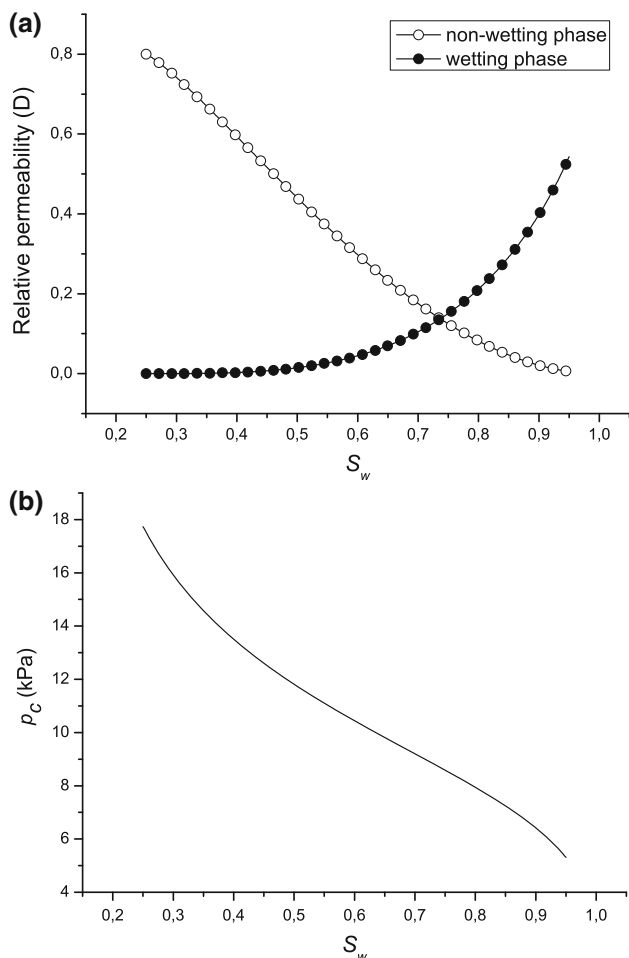 (a)
non-wetting phase
wetting phase
0,8
0,6
0,4
0,2
0,0
Relative permeability (D)
0,2 0,3 0,4 0,5 0,6 0,7 0,8 0,9 1,0
S_w
(b)
18
16
14
12
10
8
6
4
p_c (kPa)
0,2 0,3 0,4 0,5 0,6 0,7 0,8 0,9 1,0
S_w